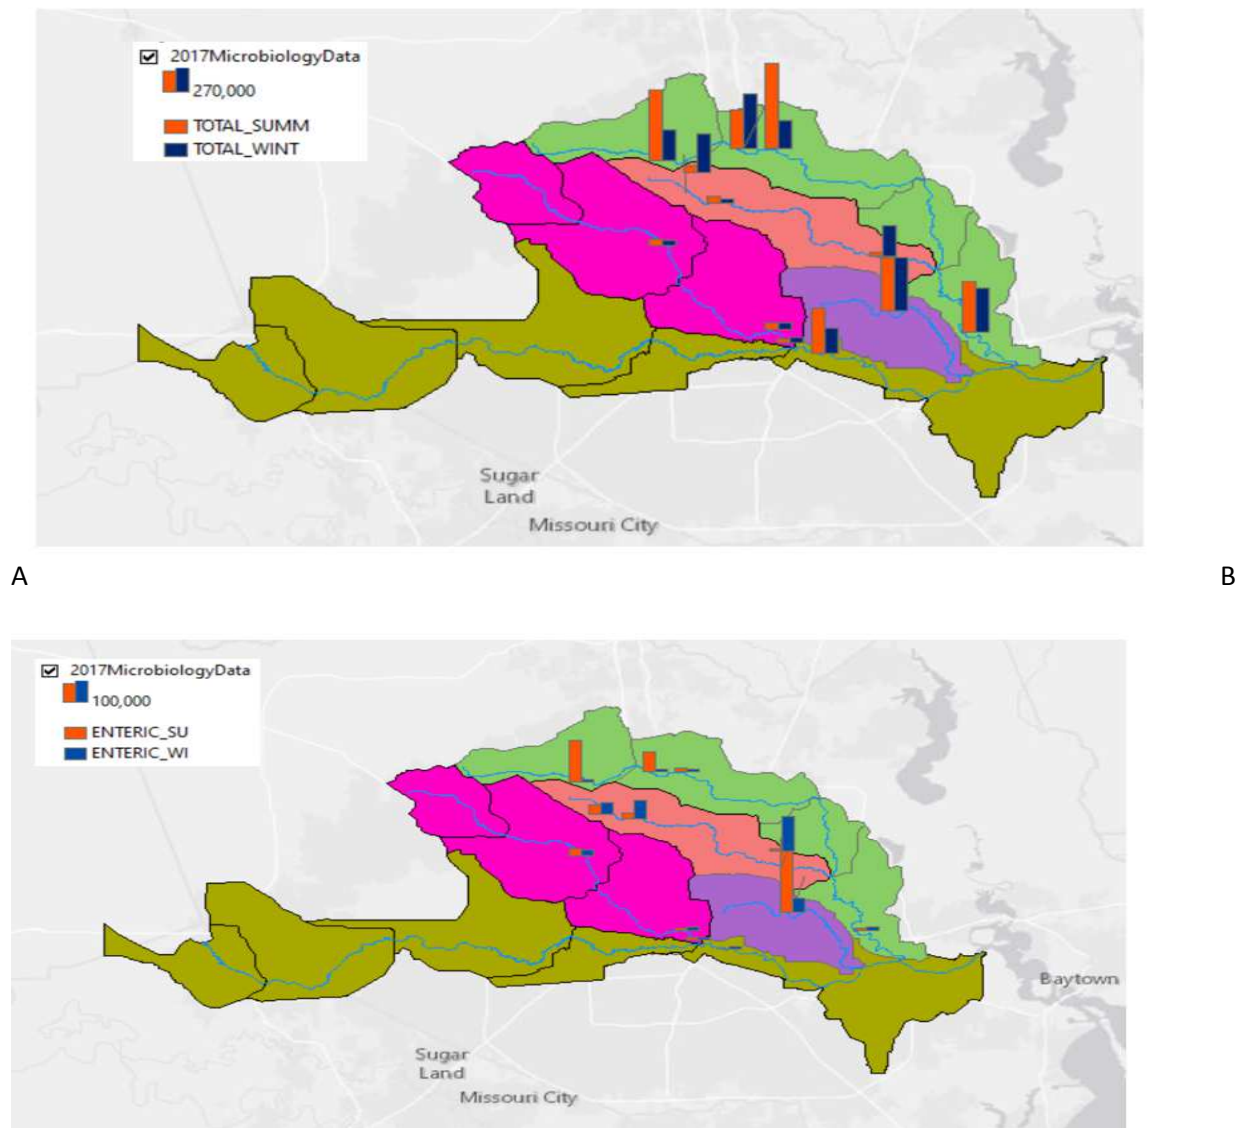 2017MicrobiologyData
270,000
TOTAL_SUMM
TOTAL_WINT
Sugar
Land
Missouri City
A
B
2017MicrobiologyData
100,000
ENTERIC_SU
ENTERIC_WI
Baytown
Sugar
Land
Missouri City